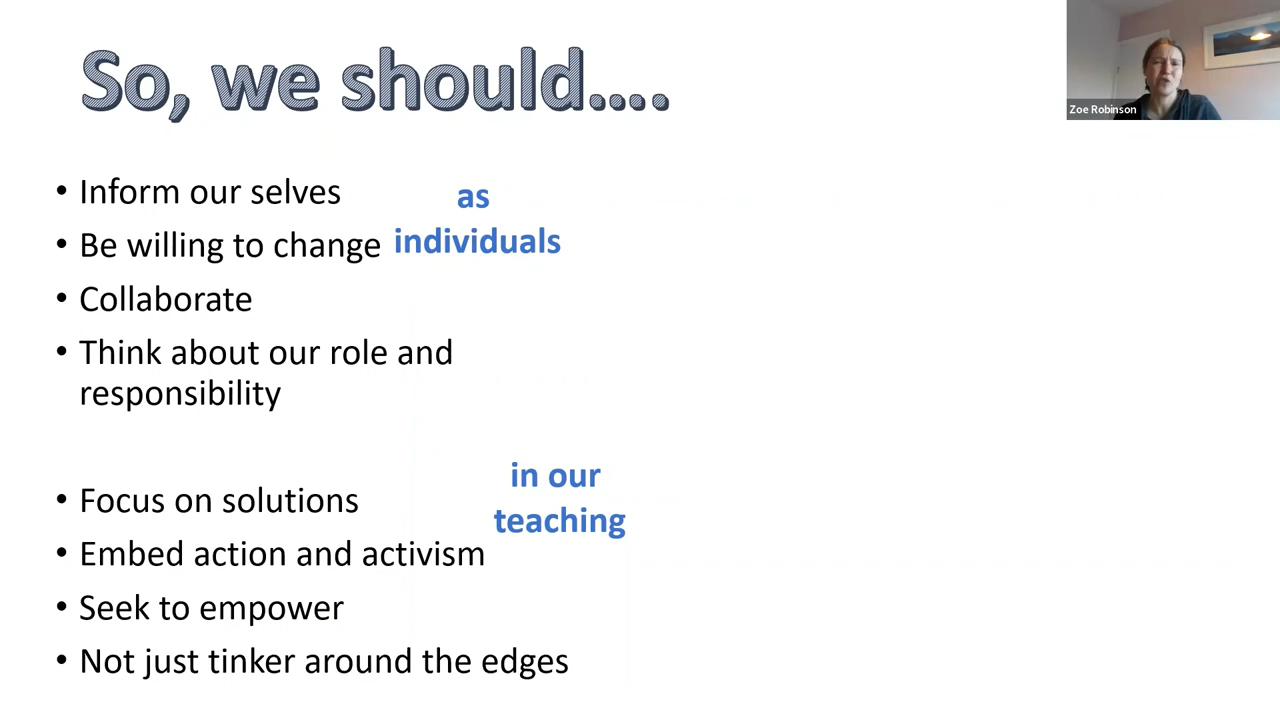 So, we should....
Zoe Robinson
• Inform our selves
• Be willing to change
as
individuals
• Collaborate
• Think about our role and
responsibility
in our
teaching
• Focus on solutions
• Embed action and activism
• Seek to empower
• Not just tinker around the edges